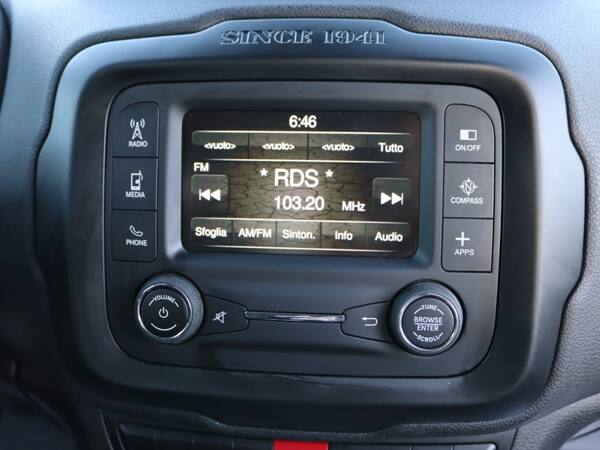 SINCE 1941
6:46
<vuoto> <vuoto> <vuoto> Tutto
FM
* RDS *
103.20 MHz
Sfoglia AM/FM Sinton. Info Audio
RADIO
MEDIA
PHONE
ON/OFF
N
COMPASS
APPS
VOLUME
TUNE
BROWSE
ENTER
SCROLL